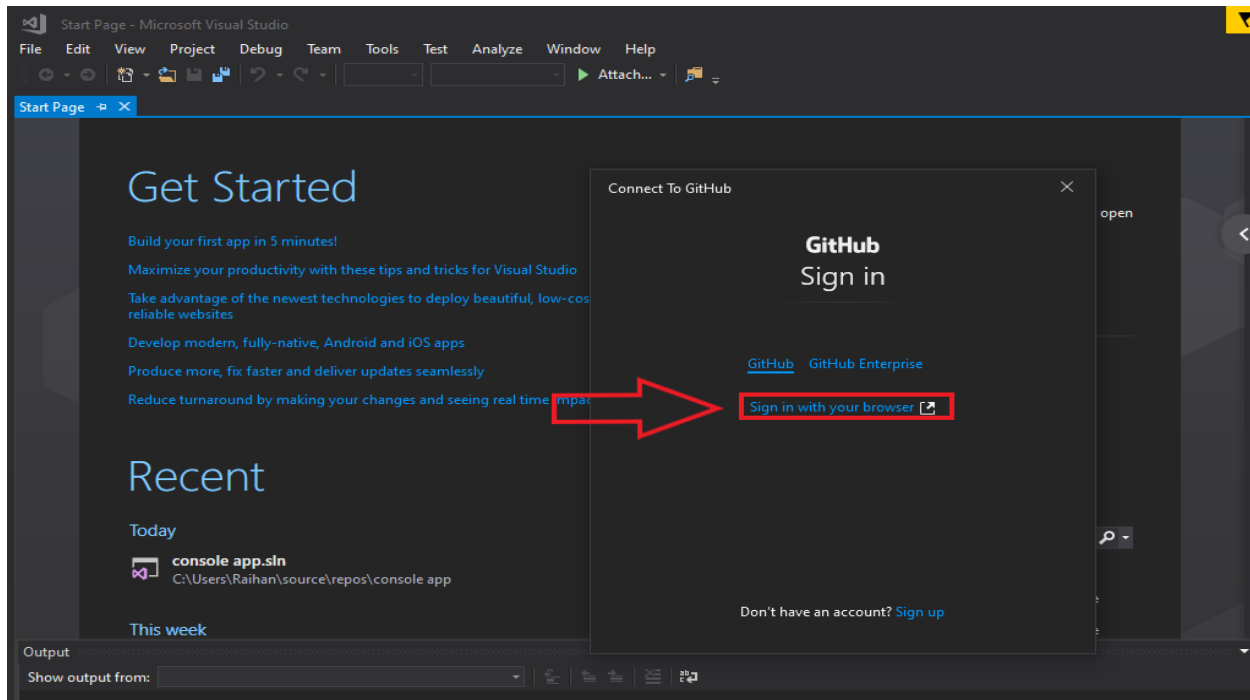 Start Page - Microsoft Visual Studio
File Edit View Project Debug Team Tools Test Analyze Window Help
Attach...
Start Page
Get Started
Build your first app in 5 minutes!
Maximize your productivity with these tips and tricks for Visual Studio
Take advantage of the newest technologies to deploy beautiful, low-cos
reliable websites
Develop modern, fully-native, Android and iOS apps
Produce more, fix faster and deliver updates seamlessly
Reduce turnaround by making your changes and seeing real time impac
Recent
Today
console app.sln
C:\Users\Raihan\source\repos\console app
This week
Connect To GitHub
open
GitHub
Sign in
GitHub GitHub Enterprise
Sign in with your browser
Don't have an account? Sign up
Output
Show output from: